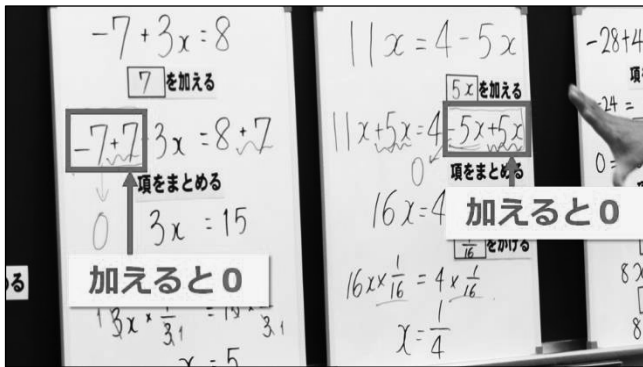 -7+3x=8
7 を加える
-7+7 3x=8+7
項をまとめる
0 3x=15
加えると0
x=5
る
11x=4-5x
5x を加える
11x+5x=4-5x+5x
0
項をまとめる
16x=4
加えると0
1/16 をかける
16x×1/16=4×1/16
x=1/4
-28+4
項
-24=
0=
8x
8